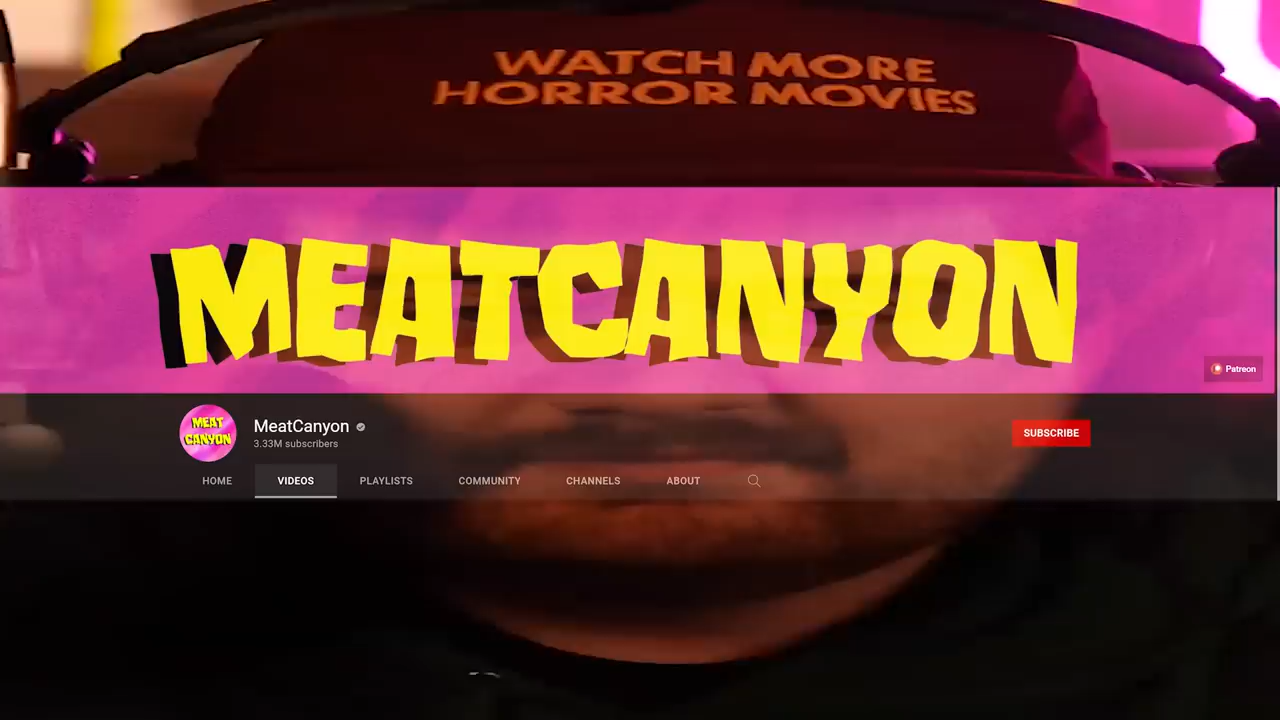 WATCH MORE
HORROR MOVIES
MEATCANYON
Patreon
MEAT
CANYON
MeatCanyon
3.33M subscribers
SUBSCRIBE
HOME VIDEOS PLAYLISTS COMMUNITY CHANNELS ABOUT